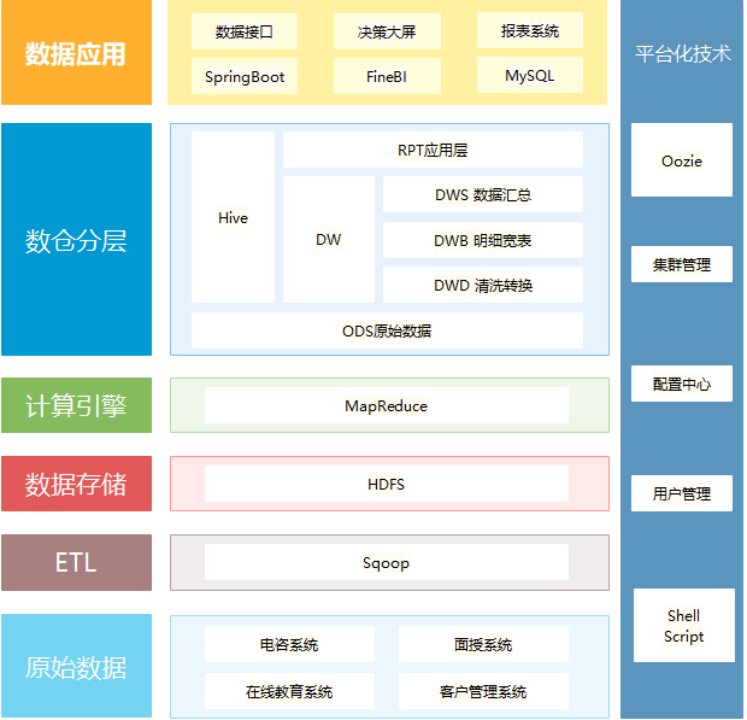 数据应用
数据接口
决策大屏
报表系统
SpringBoot
FineBI
MySQL
数仓分层
Hive
RPT应用层
DW
DWS 数据汇总
DWB 明细宽表
DWD 清洗转换
ODS原始数据
计算引擎
MapReduce
数据存储
HDFS
ETL
Sqoop
原始数据
电咨系统
面授系统
在线教育系统
客户管理系统
平台化技术
Oozie
集群管理
配置中心
用户管理
Shell
Script